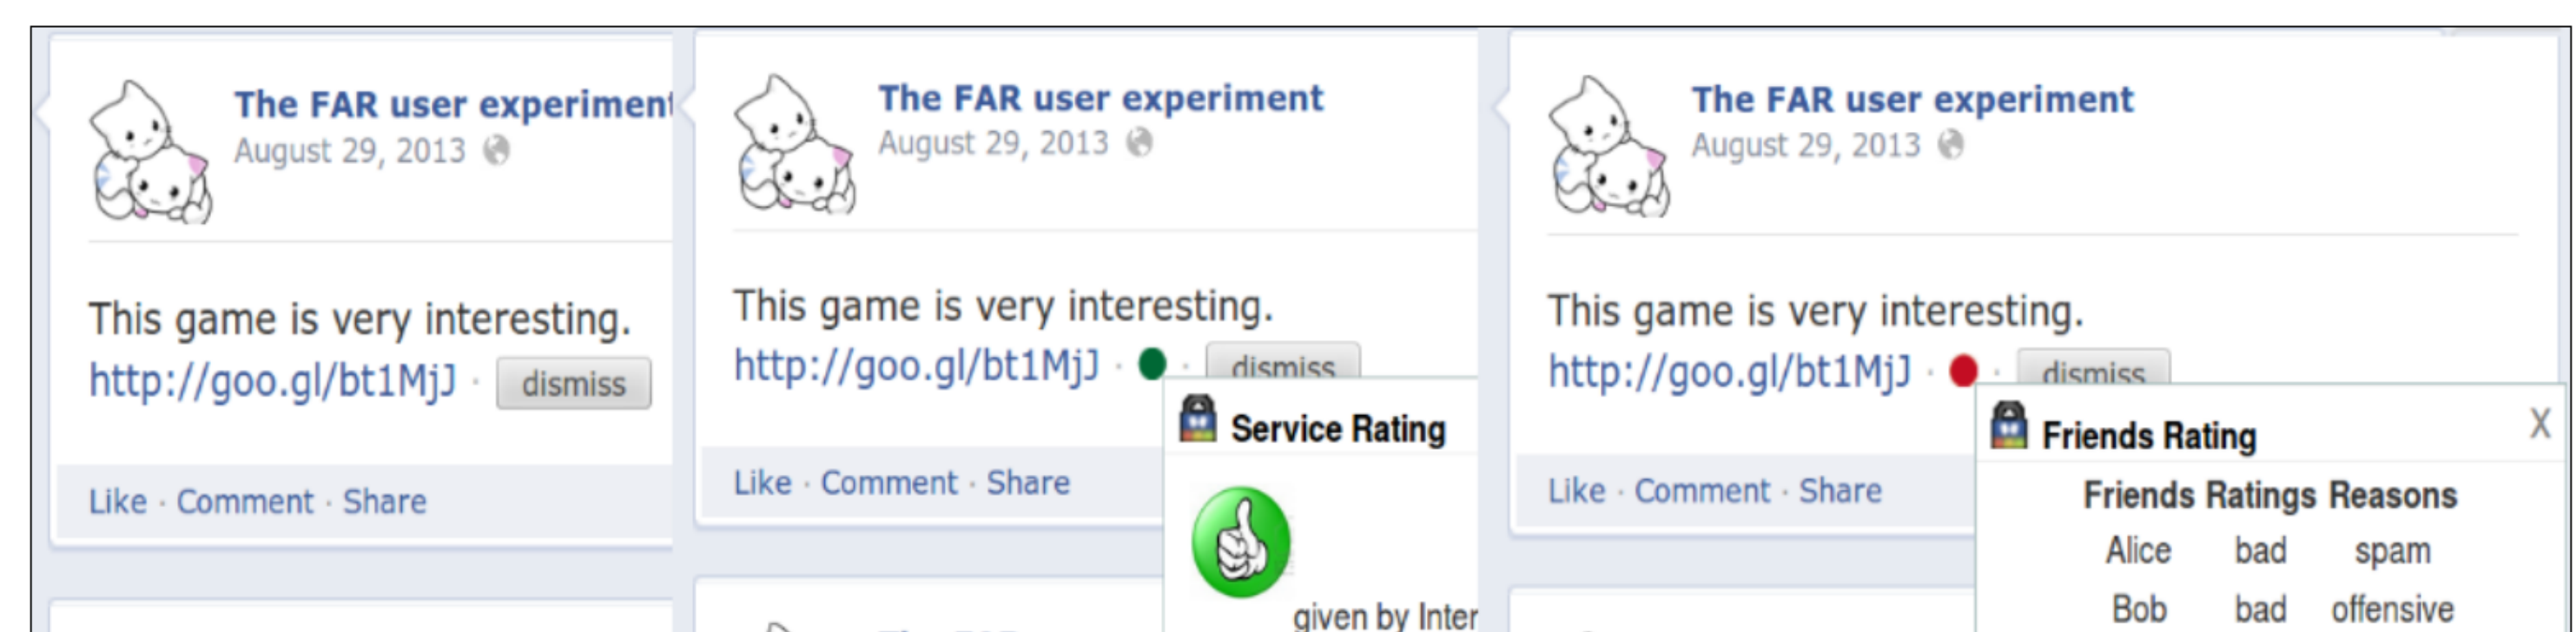 The FAR user experiment
August 29, 2013
This game is very interesting.
http://goo.gl/bt1MjJ · dismiss
Like · Comment · Share
The FAR user experiment
August 29, 2013
This game is very interesting.
http://goo.gl/bt1MjJ · · dismiss
Service Rating
Like · Comment · Share
given by Inter
The FAR user experiment
August 29, 2013
This game is very interesting.
http://goo.gl/bt1MjJ · · dismiss
Friends Rating X
Like · Comment · Share
Friends Ratings Reasons
Alice bad spam
Bob bad offensive